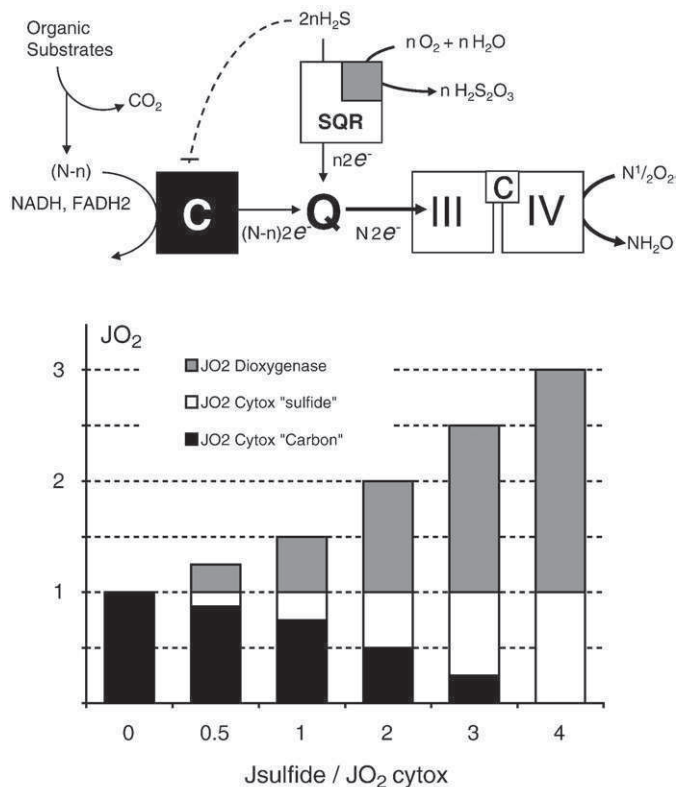 Organic
Substrates
2nH₂S
n O₂ + n H₂O
CO₂
n H₂S₂O₃
SQR
(N-n)
n2e⁻
NADH, FADH2
C
(N-n)2e⁻
Q
N 2e⁻
III
C
IV
N¹/₂O₂
NH₂O
JO₂
3
JO2 Dioxygenase
JO2 Cytox "sulfide"
JO2 Cytox "Carbon"
2
1
0 0.5 1 2 3 4
Jsulfide / JO₂ cytox